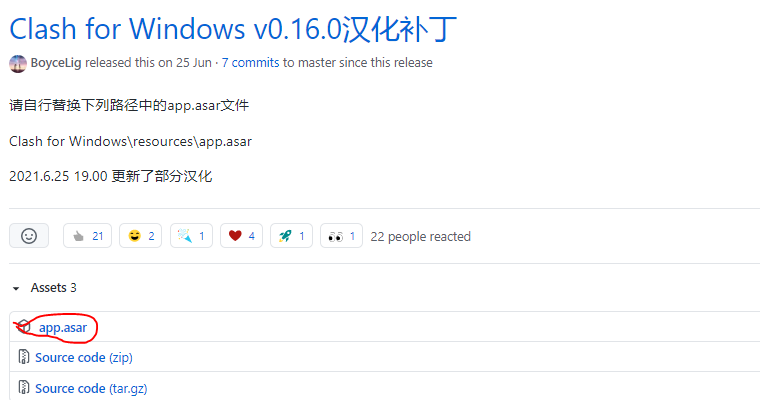 Clash for Windows v0.16.0汉化补丁
BoyceLig released this on 25 Jun · 7 commits to master since this release
请自行替换下列路径中的app.asar文件
Clash for Windows\resources\app.asar
2021.6.25 19.00 更新了部分汉化
21 2 1 4 1 1 22 people reacted
Assets 3
app.asar
Source code (zip)
Source code (tar.gz)